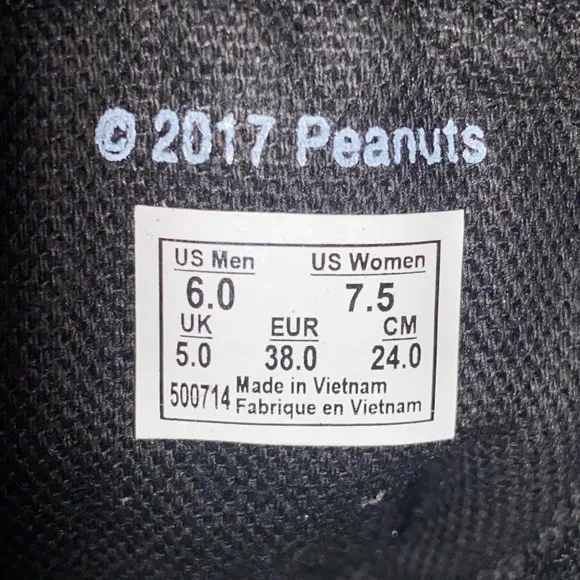 © 2017 Peanuts
US Men US Women
6.0 7.5
UK EUR CM
5.0 38.0 24.0
500714 Made in Vietnam
Fabrique en Vietnam